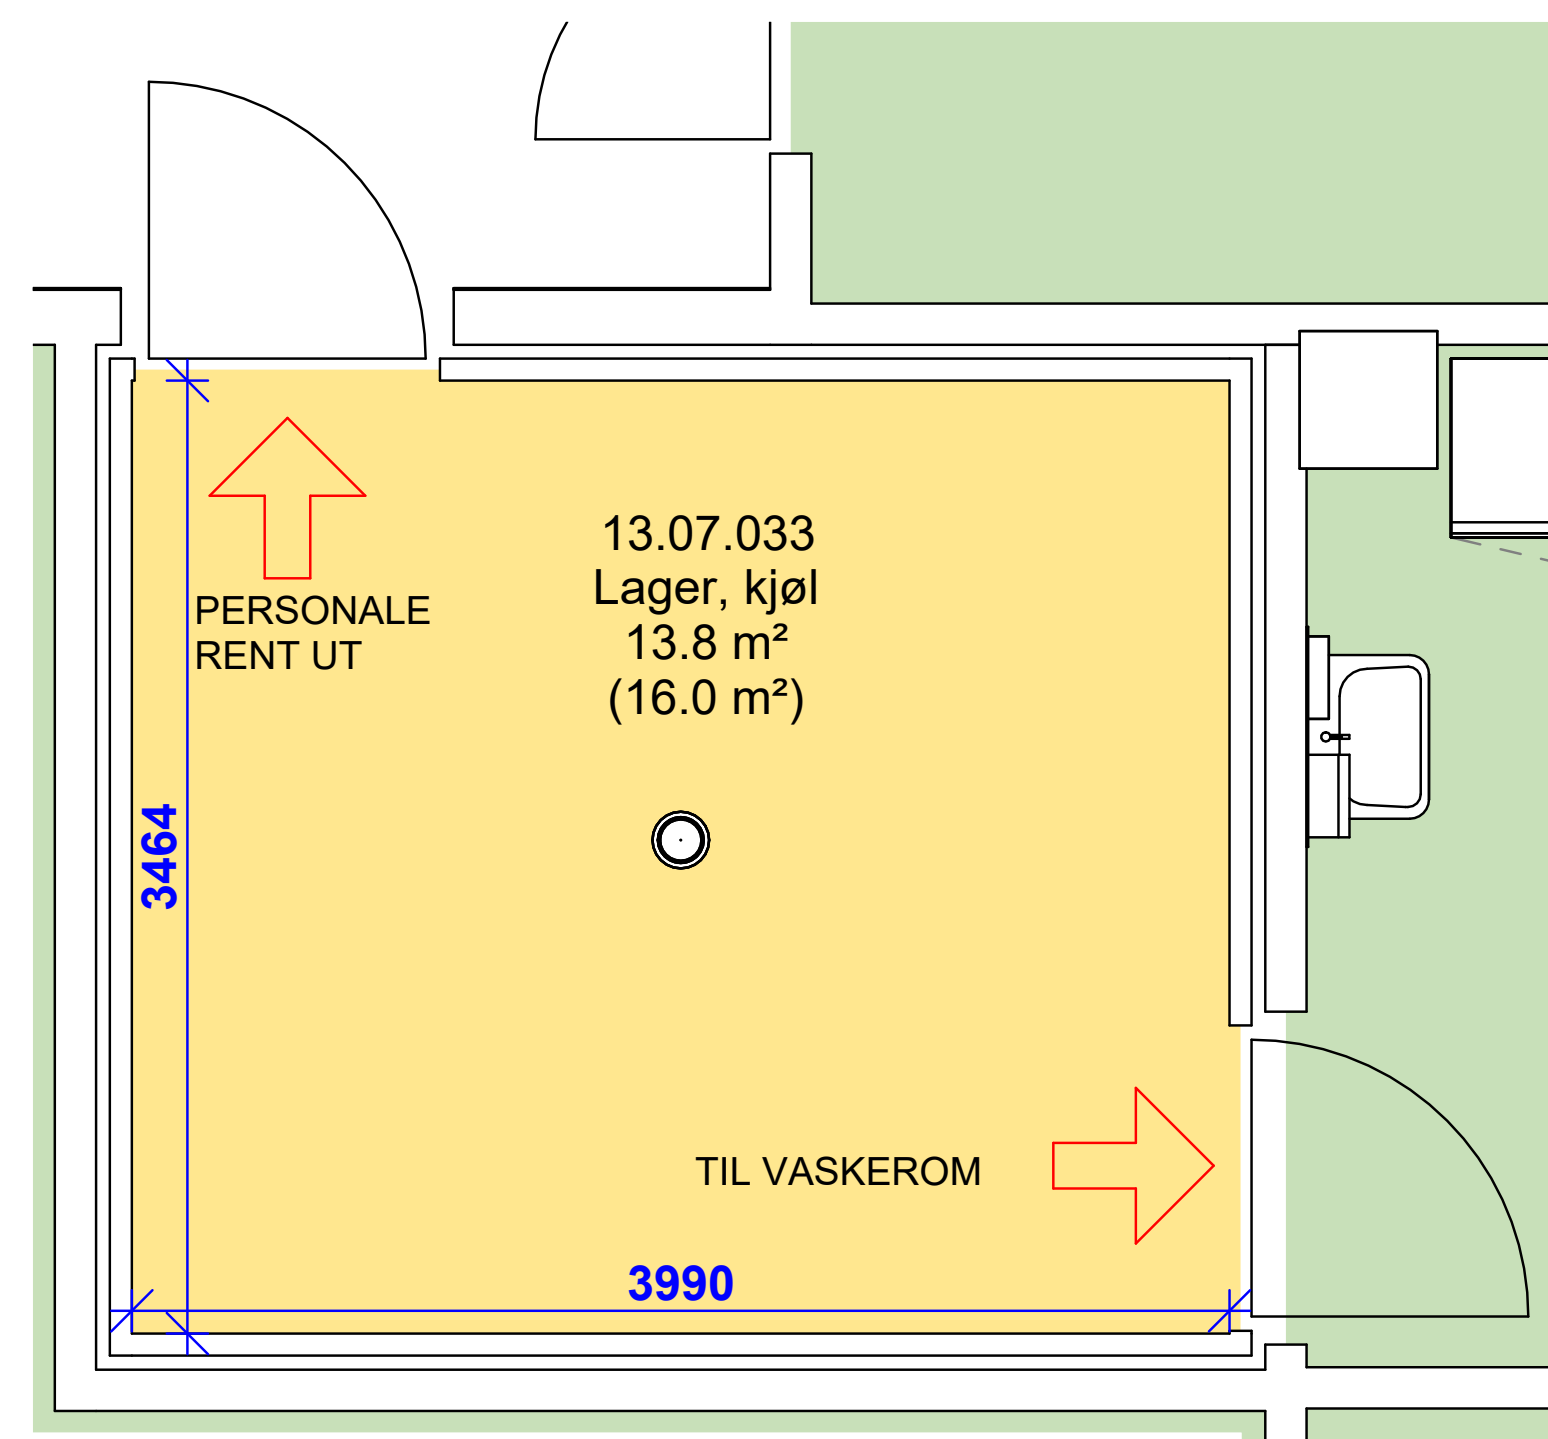 13.07.033
Lager, kjøl
13.8 m²
(16.0 m²)
PERSONALE
RENT UT
3464
TIL VASKEROM
3990